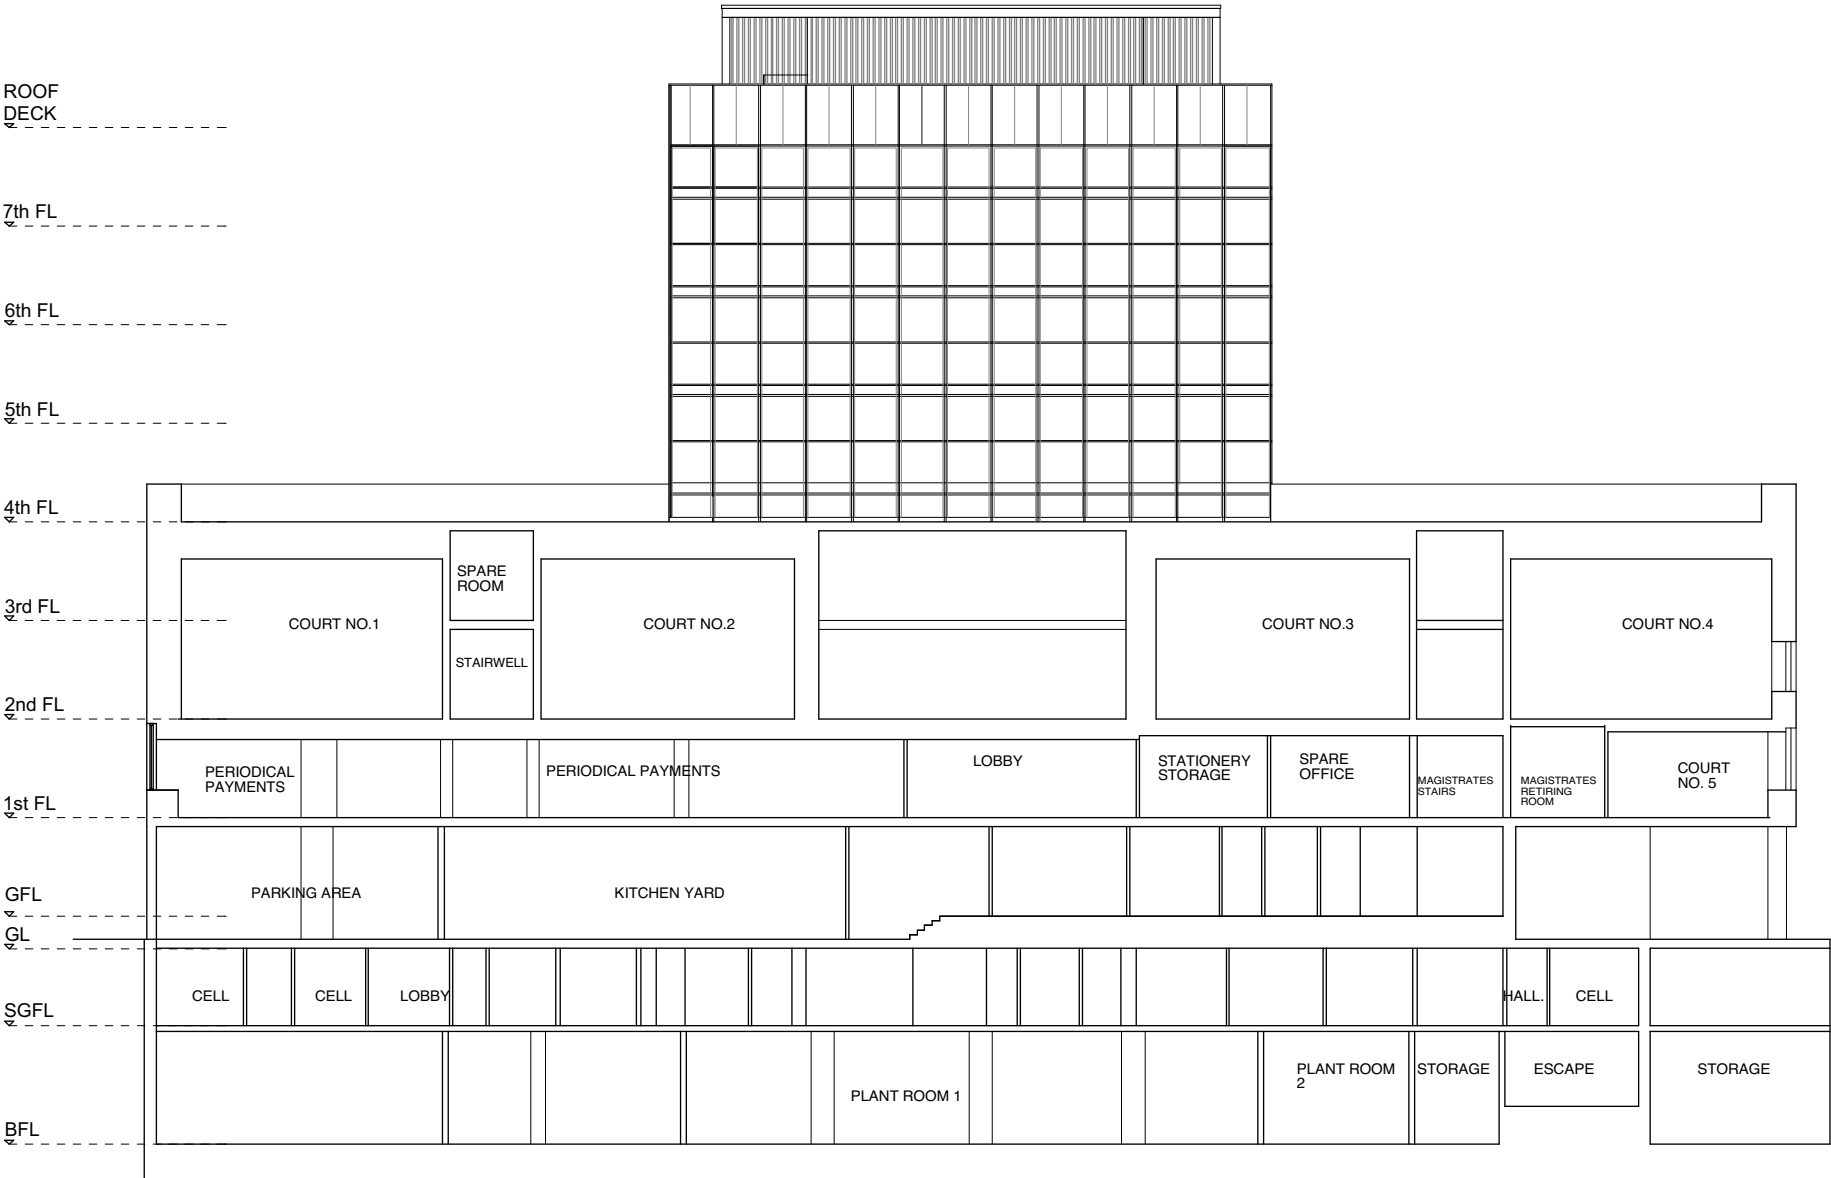 ROOF
DECK
7th FL
6th FL
5th FL
4th FL
SPARE
ROOM
3rd FL
COURT NO.1
COURT NO.2
COURT NO.3
COURT NO.4
STAIRWELL
2nd FL
PERIODICAL
PAYMENTS
PERIODICAL PAYMENTS
LOBBY
STATIONERY
STORAGE
SPARE
OFFICE
MAGISTRATES
STAIRS
MAGISTRATES
RETIRING
ROOM
COURT
NO. 5
1st FL
PARKING AREA
KITCHEN YARD
GFL
GL
CELL
CELL
LOBBY
HALL.
CELL
SGFL
PLANT ROOM 1
PLANT ROOM
2
STORAGE
ESCAPE
STORAGE
BFL